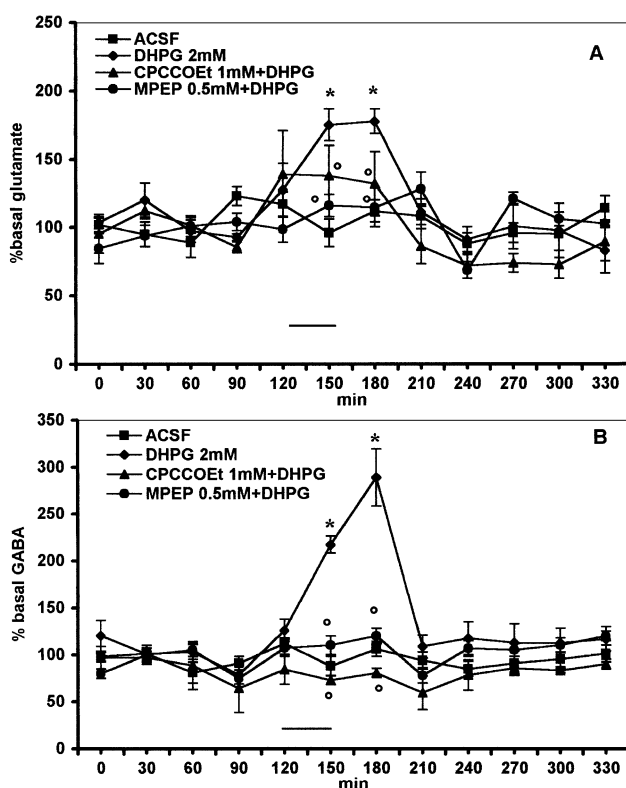 250
200
150
100
50
0
%basal glutamate
ACSF
DHPG 2mM
CPCCOEt 1mM+DHPG
MPEP 0.5mM+DHPG
A
* *
0 30 60 90 120 150 180 210 240 270 300 330
min
350
300
250
200
150
100
50
0
% basal GABA
ACSF
DHPG 2mM
CPCCOEt 1mM+DHPG
MPEP 0.5mM+DHPG
B
*
*
0 30 60 90 120 150 180 210 240 270 300 330
min